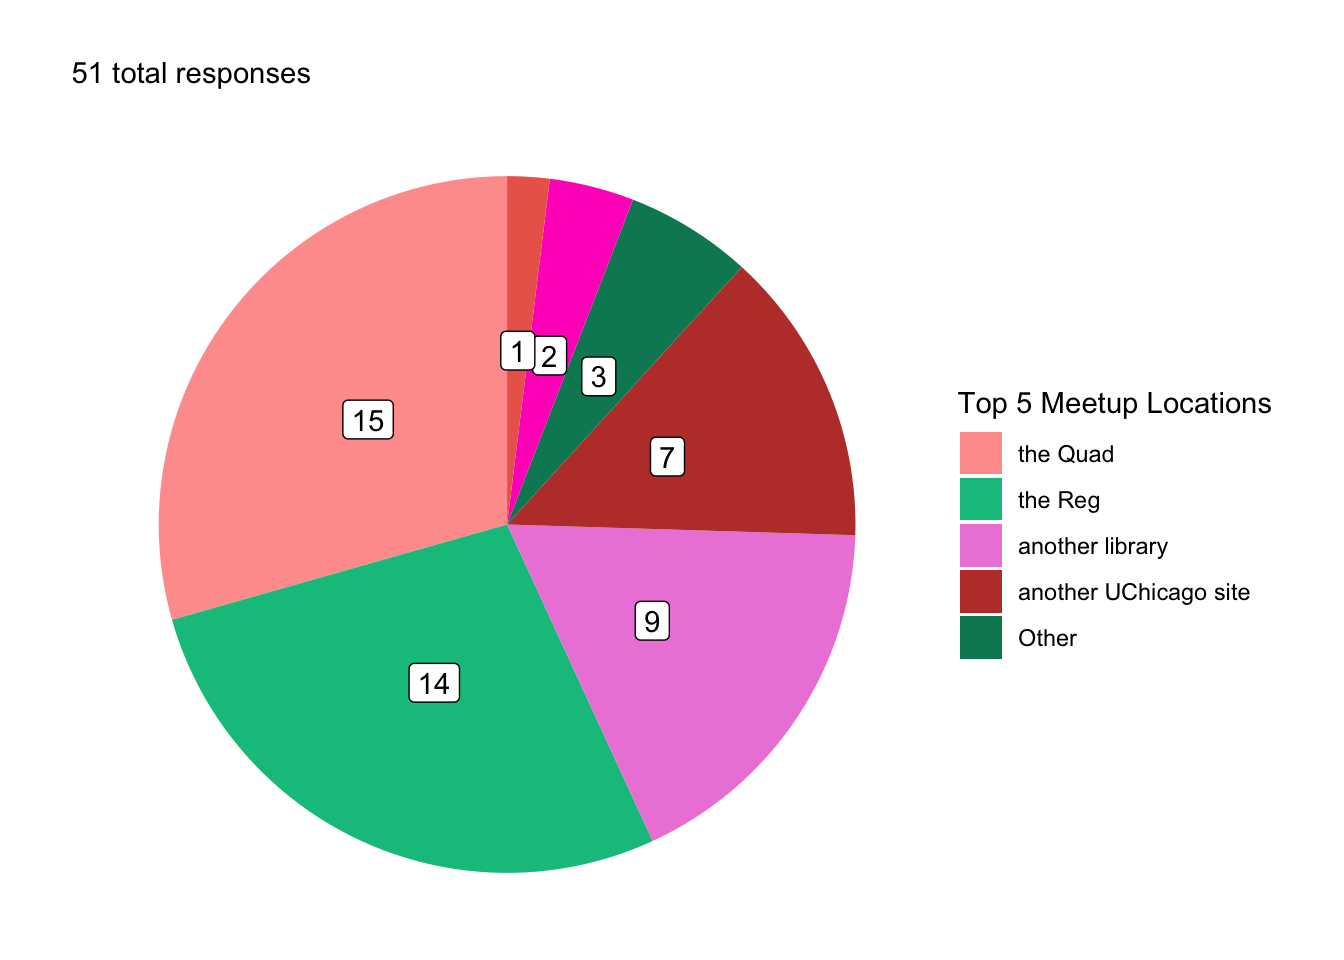 51 total responses
1
2
3
15
7
9
14
Top 5 Meetup Locations
the Quad
the Reg
another library
another UChicago site
Other